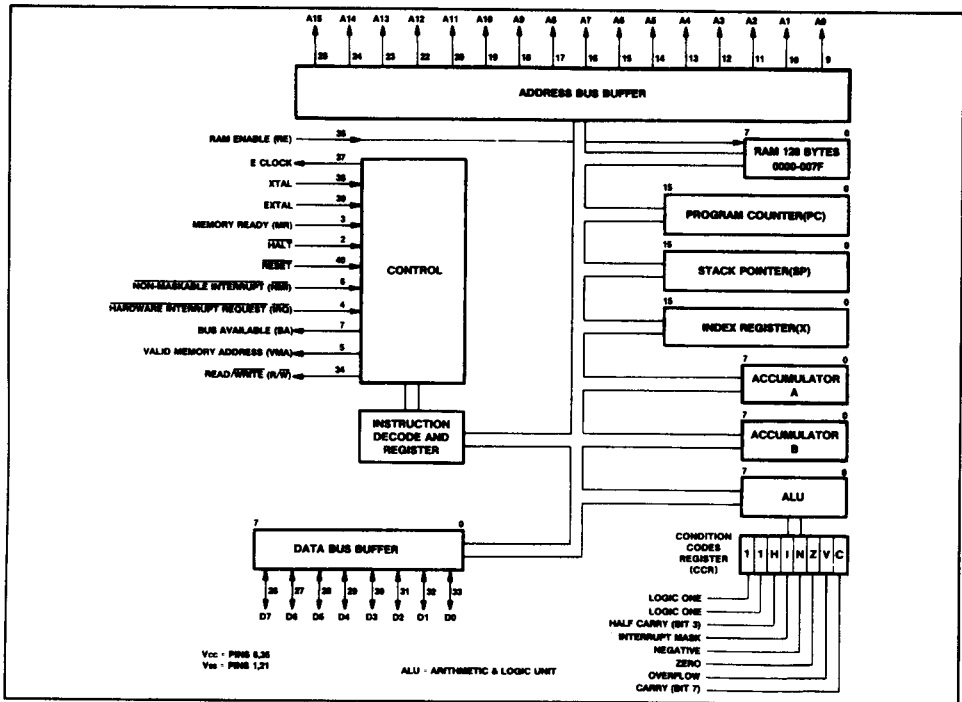 A15 A14 A13 A12 A11 A10 A9 A8 A7 A6 A5 A4 A3 A2 A1 A0
25 24 23 22 20 19 18 17 16 15 14 13 12 11 10 9
ADDRESS BUS BUFFER
RAM ENABLE (RE) 36
E CLOCK 37
XTAL 38
EXTAL 39
MEMORY READY (MR) 3
HALT 2
RESET 40
NON-MASKABLE INTERRUPT (NMI) 6
HARDWARE INTERRUPT REQUEST (IRQ) 4
BUS AVAILABLE (BA) 7
VALID MEMORY ADDRESS (VMA) 5
READ/WRITE (R/W) 34
CONTROL
INSTRUCTION
DECODE AND
REGISTER
7 0
RAM 128 BYTES
0000-007F
15 0
PROGRAM COUNTER(PC)
15 0
STACK POINTER(SP)
15 0
INDEX REGISTER(X)
7 0
ACCUMULATOR
A
7 0
ACCUMULATOR
B
7 0
ALU
7 0
DATA BUS BUFFER
26 27 28 29 30 31 32 33
D7 D6 D5 D4 D3 D2 D1 D0
CONDITION
CODES
REGISTER
(CCR)
1 1 H I N Z V C
LOGIC ONE
LOGIC ONE
HALF CARRY (BIT 3)
INTERRUPT MASK
NEGATIVE
ZERO
OVERFLOW
CARRY (BIT 7)
Vcc = PINS 8,35
Vss = PINS 1,21
ALU = ARITHMETIC & LOGIC UNIT